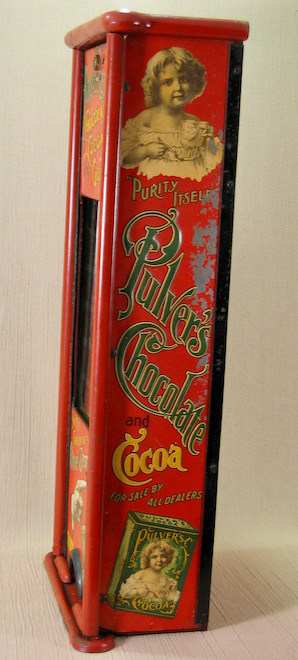 "PURITY ITSELF"
Pulver's
Chocolate
and
Cocoa
FOR SALE BY
ALL DEALERS
PULVER'S
COCOA